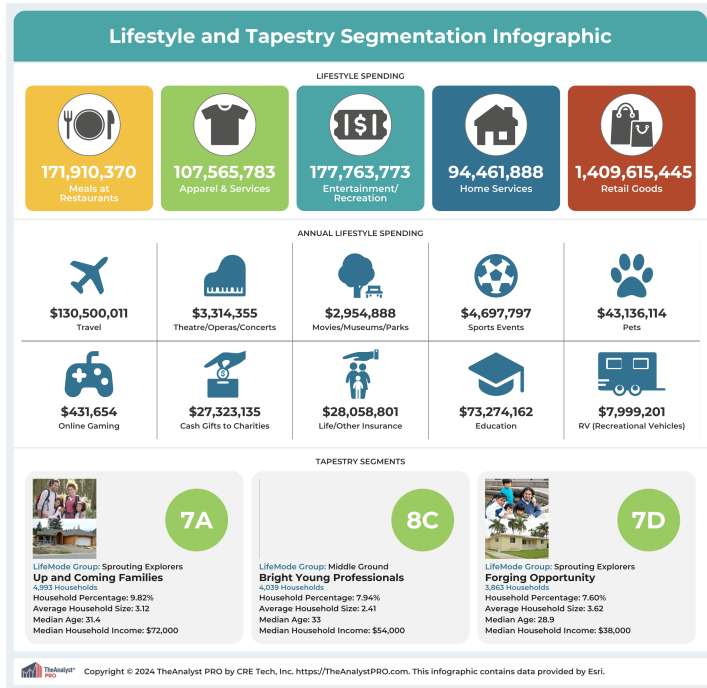 Lifestyle and Tapestry Segmentation Infographic
LIFESTYLE SPENDING
171,910,370
Meals at
Restaurants
107,565,783
Apparel & Services
$
177,763,773
Entertainment/
Recreation
94,461,888
Home Services
1,409,615,445
Retail Goods
ANNUAL LIFESTYLE SPENDING
$130,500,011
Travel
$3,314,355
Theatre/Operas/Concerts
$2,954,888
Movies/Museums/Parks
$4,697,797
Sports Events
$43,136,114
Pets
$431,654
Online Gaming
$
$27,323,135
Cash Gifts to Charities
$28,058,801
Life/Other Insurance
$73,274,162
Education
$7,999,201
RV (Recreational Vehicles)
TAPESTRY SEGMENTS
7A
LifeMode Group: Sprouting Explorers
Up and Coming Families
4,993 Households
Household Percentage: 9.82%
Average Household Size: 3.12
Median Age: 31.4
Median Household Income: $72,000
8C
LifeMode Group: Middle Ground
Bright Young Professionals
4,039 Households
Household Percentage: 7.94%
Average Household Size: 2.41
Median Age: 33
Median Household Income: $54,000
7D
LifeMode Group: Sprouting Explorers
Forging Opportunity
3,863 Households
Household Percentage: 7.60%
Average Household Size: 3.62
Median Age: 28.9
Median Household Income: $38,000
TheAnalyst®
PRO
Copyright © 2024 TheAnalyst PRO by CRE Tech, Inc. https://TheAnalystPRO.com. This infographic contains data provided by Esri.